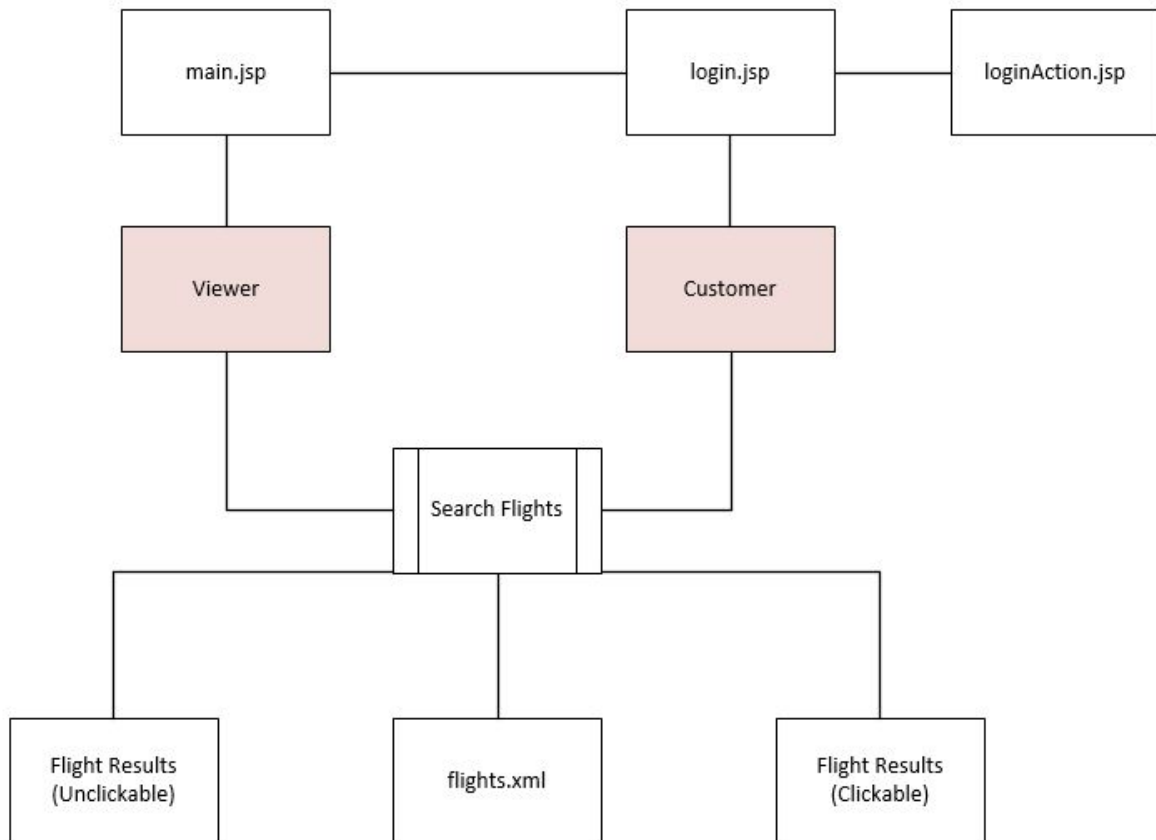 main.jsp
login.jsp
loginAction.jsp
Viewer
Customer
Search Flights
Flight Results
(Unclickable)
flights.xml
Flight Results
(Clickable)